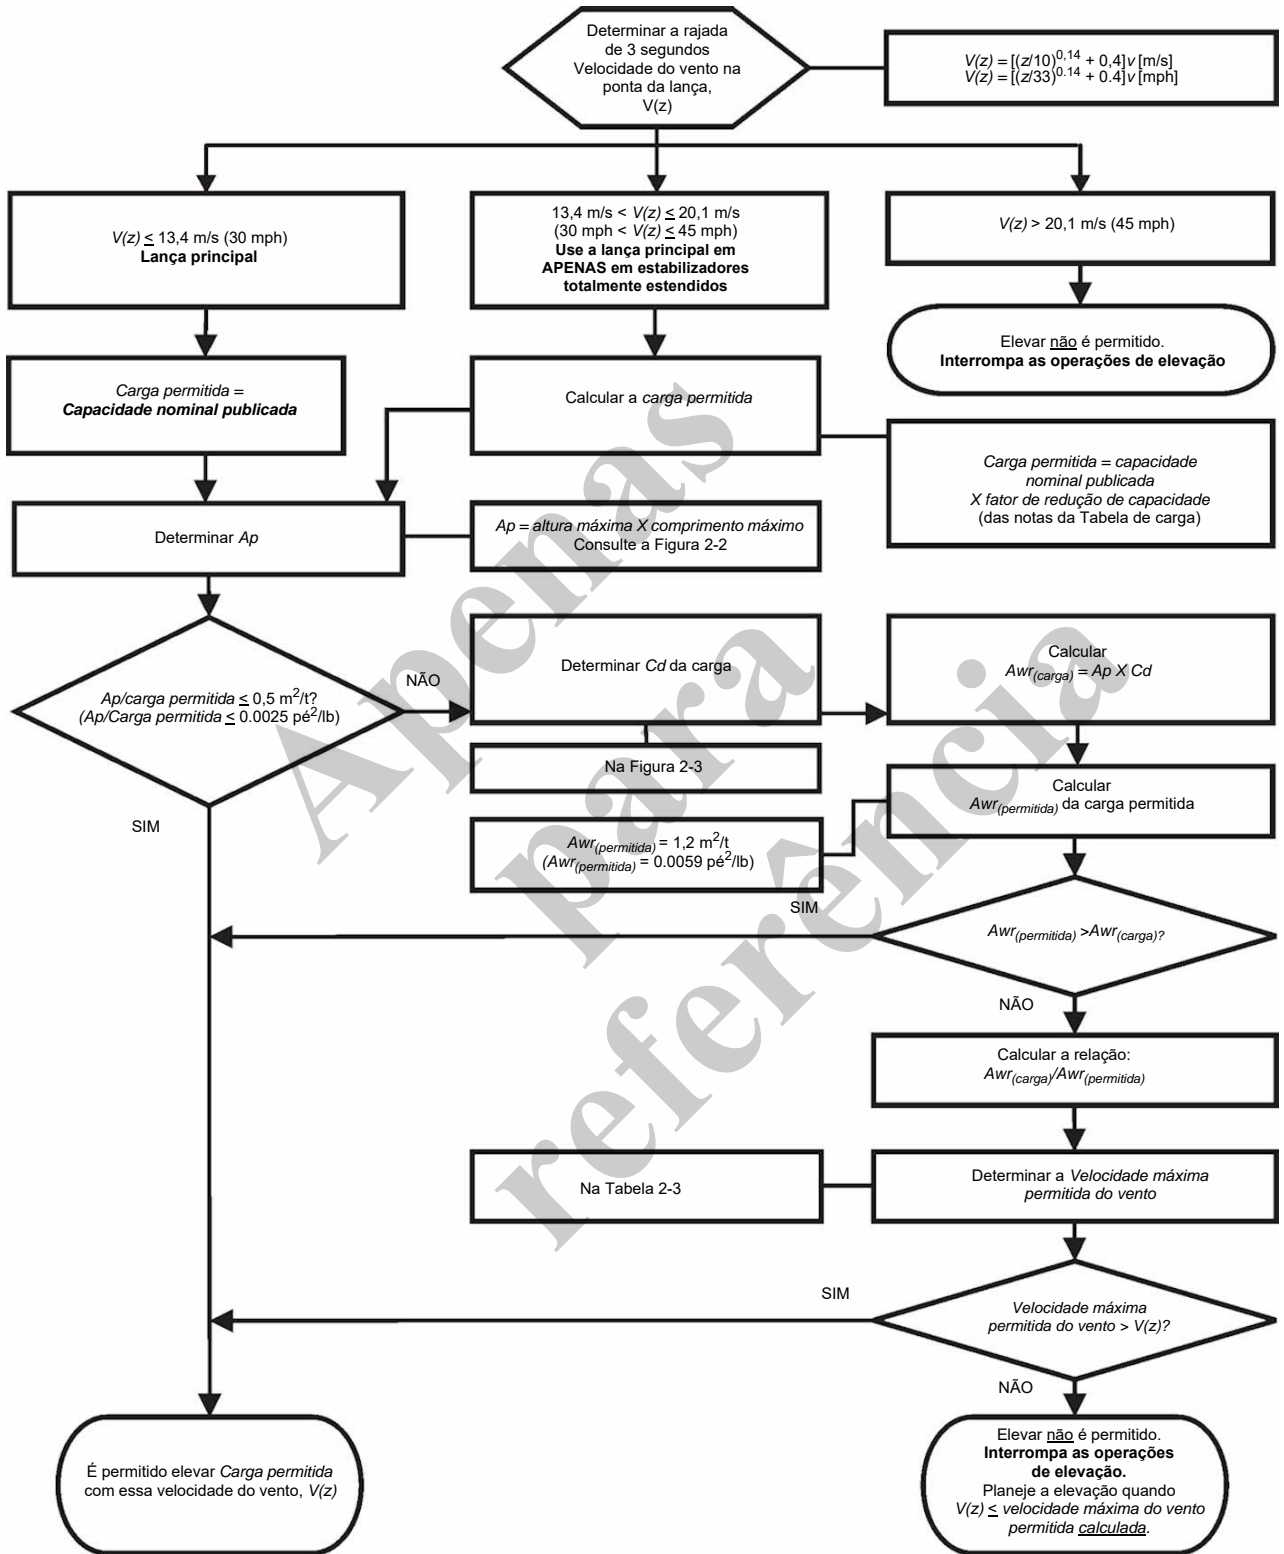 Determinar a rajada
de 3 segundos
Velocidade do vento na
ponta da lança,
V(z)
V(z) = [(z/10)^0,14 + 0,4]v [m/s]
V(z) = [(z/33)^0.14 + 0.4]v [mph]
V(z) ≤ 13,4 m/s (30 mph)
Lança principal
13,4 m/s < V(z) ≤ 20,1 m/s
(30 mph < V(z) ≤ 45 mph)
Use a lança principal em
APENAS em estabilizadores
totalmente estendidos
V(z) > 20,1 m/s (45 mph)
Elevar não é permitido.
Interrompa as operações de elevação
Carga permitida =
Capacidade nominal publicada
Calcular a carga permitida
Carga permitida = capacidade
nominal publicada
X fator de redução de capacidade
(das notas da Tabela de carga)
Determinar Ap
Ap = altura máxima X comprimento máximo
Consulte a Figura 2-2
Ap/carga permitida ≤ 0,5 m²/t?
(Ap/Carga permitida ≤ 0.0025 pé²/lb)
NÃO
SIM
Determinar Cd da carga
Na Figura 2-3
Calcular
Awr(carga) = Ap X Cd
Calcular
Awr(permitida) da carga permitida
Awr(permitida) = 1,2 m²/t
(Awr(permitida) = 0.0059 pé²/lb)
SIM
Awr(permitida) >Awr(carga)?
NÃO
Calcular a relação:
Awr(carga)/Awr(permitida)
Na Tabela 2-3
Determinar a Velocidade máxima
permitida do vento
SIM
Velocidade máxima
permitida do vento > V(z)?
NÃO
É permitido elevar Carga permitida
com essa velocidade do vento, V(z)
Elevar não é permitido.
Interrompa as operações
de elevação.
Planeje a elevação quando
V(z) ≤ velocidade máxima do vento
permitida calculada.
Apenas
para
referência